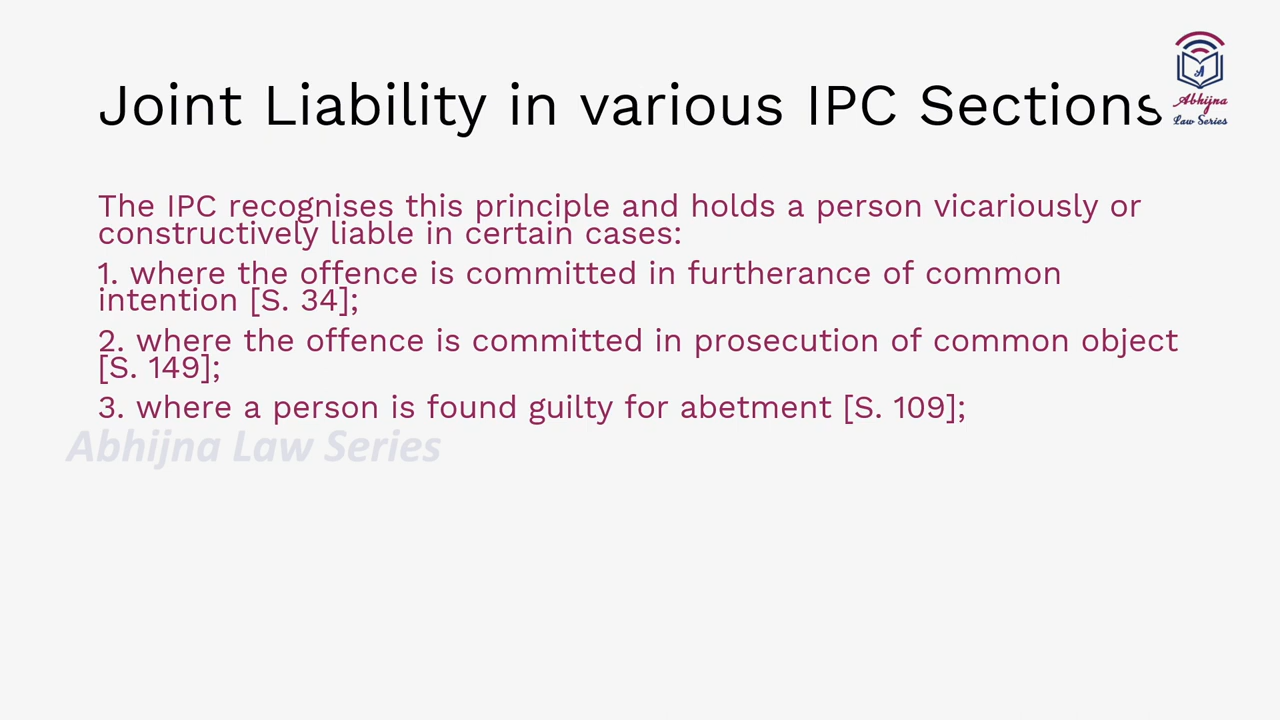 Joint Liability in various IPC Sections
A
Abhijna
Law Series
The IPC recognises this principle and holds a person vicariously or
constructively liable in certain cases:
1. where the offence is committed in furtherance of common
intention [S. 34];
2. where the offence is committed in prosecution of common object
[S. 149];
3. where a person is found guilty for abetment [S. 109];
Abhijna Law Series